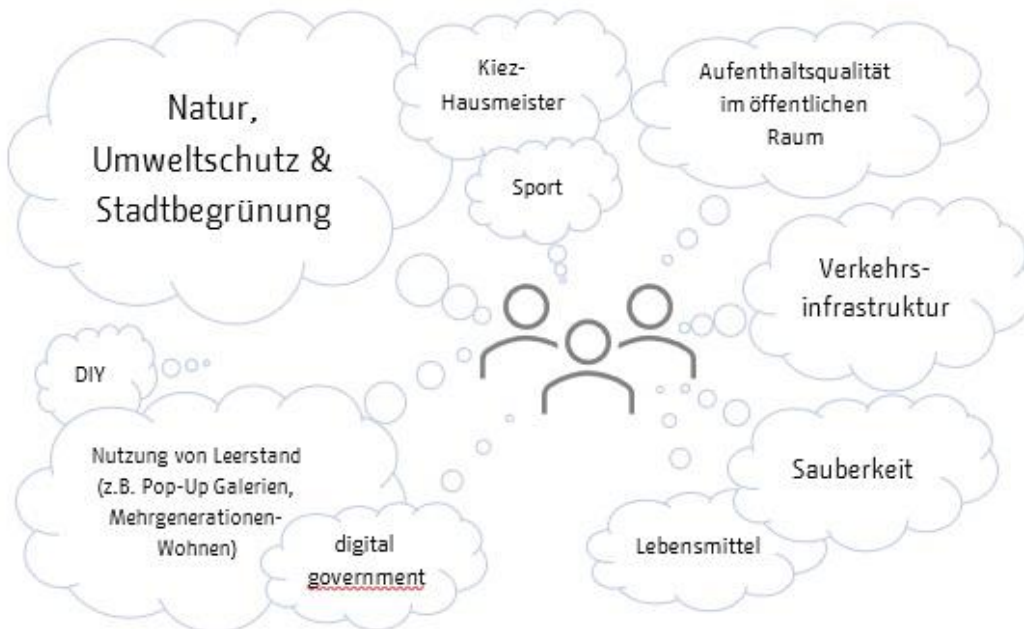 Natur,
Umweltschutz &
Stadtbegrünung
Kiez-
Hausmeister
Sport
Aufenthaltsqualität
im öffentlichen
Raum
Verkehrs-
infrastruktur
DIY
Nutzung von Leerstand
(z.B. Pop-Up Galerien,
Mehrgenerationen-
Wohnen)
digital
government
Lebensmittel
Sauberkeit